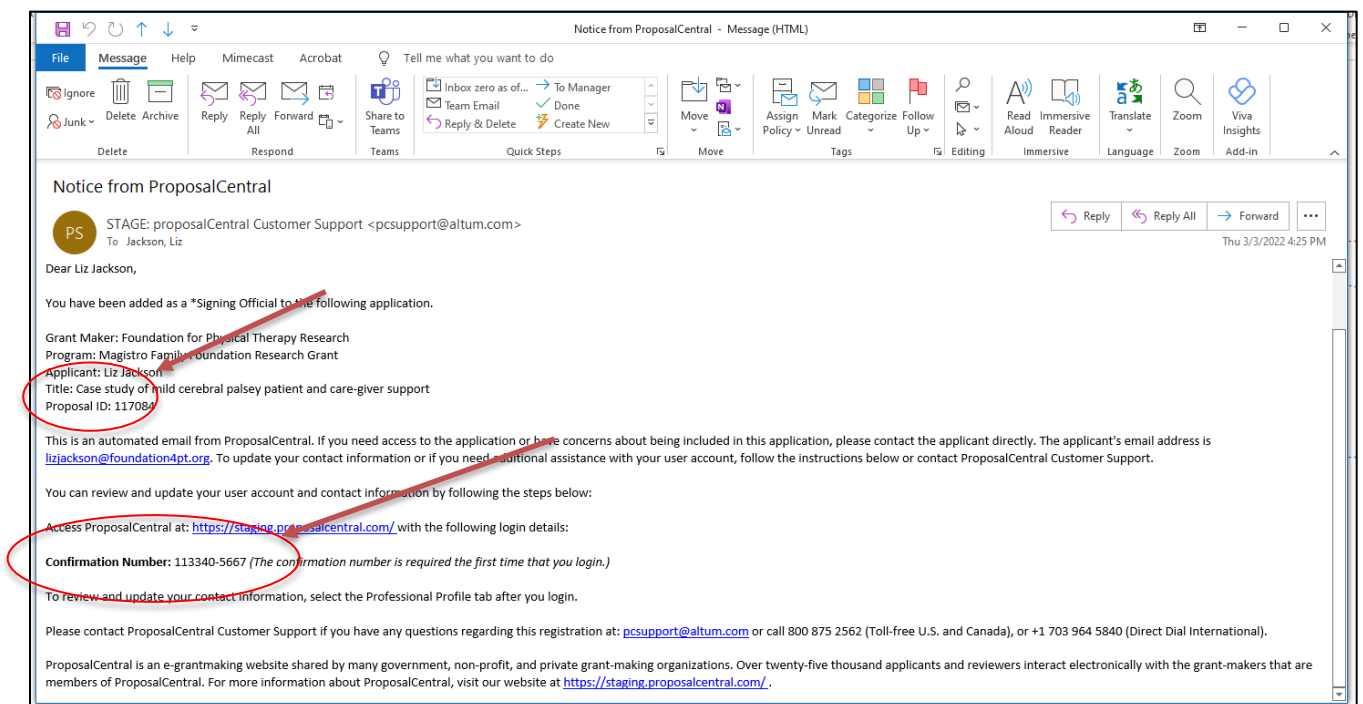 Notice from ProposalCentral - Message (HTML)
File Message Help Mimecast Acrobat Tell me what you want to do
Ignore
Junk
Delete Archive
Delete
Reply Reply All Forward
Respond
Share to Teams
Teams
Inbox zero as of... To Manager
Team Email Done
Reply & Delete Create New
Quick Steps
Move
Move
Assign Policy Mark Unread Categorize Follow Up
Tags
Editing
Read Aloud Immersive Reader
Immersive
Translate
Language
Zoom
Zoom
Viva Insights
Add-in
Notice from ProposalCentral
PS
STAGE: proposalCentral Customer Support <pcsupport@altum.com>
To Jackson, Liz
Reply Reply All Forward
Thu 3/3/2022 4:25 PM
Dear Liz Jackson,
You have been added as a *Signing Official to the following application.
Grant Maker: Foundation for Physical Therapy Research
Program: Magistro Family Foundation Research Grant
Applicant: Liz Jackson
Title: Case study of mild cerebral palsey patient and care-giver support
Proposal ID: 117084
This is an automated email from ProposalCentral. If you need access to the application or have concerns about being included in this application, please contact the applicant directly. The applicant's email address is
lizjackson@foundation4pt.org. To update your contact information or if you need additional assistance with your user account, follow the instructions below or contact ProposalCentral Customer Support.
You can review and update your user account and contact information by following the steps below:
Access ProposalCentral at: https://staging.proposalcentral.com/ with the following login details:
Confirmation Number: 113340-5667 (The confirmation number is required the first time that you login.)
To review and update your contact information, select the Professional Profile tab after you login.
Please contact ProposalCentral Customer Support if you have any questions regarding this registration at: pcsupport@altum.com or call 800 875 2562 (Toll-free U.S. and Canada), or +1 703 964 5840 (Direct Dial International).
ProposalCentral is an e-grantmaking website shared by many government, non-profit, and private grant-making organizations. Over twenty-five thousand applicants and reviewers interact electronically with the grant-makers that are
members of ProposalCentral. For more information about ProposalCentral, visit our website at https://staging.proposalcentral.com/ .